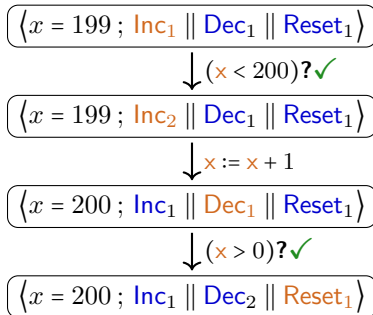 ⟨x = 199 ; Inc₁ || Dec₁ || Reset₁⟩
(x < 200)?✓
⟨x = 199 ; Inc₂ || Dec₁ || Reset₁⟩
x := x + 1
⟨x = 200 ; Inc₁ || Dec₁ || Reset₁⟩
(x > 0)?✓
⟨x = 200 ; Inc₁ || Dec₂ || Reset₁⟩